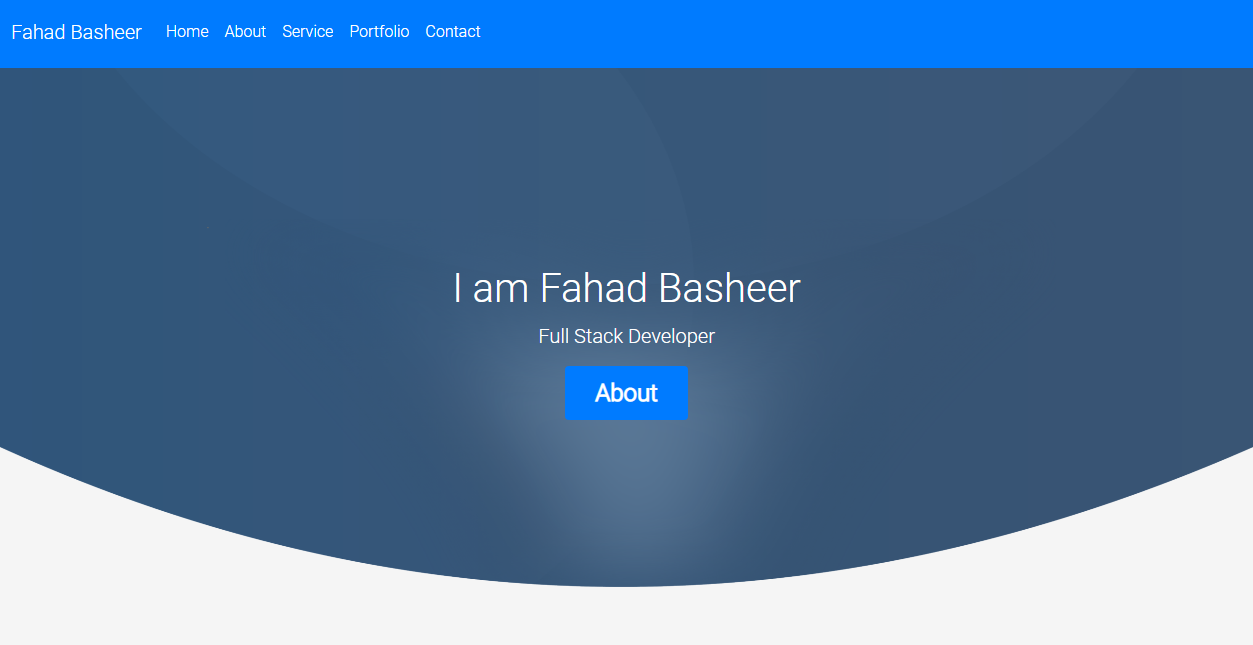 Fahad Basheer Home About Service Portfolio Contact
I am Fahad Basheer
Full Stack Developer
About